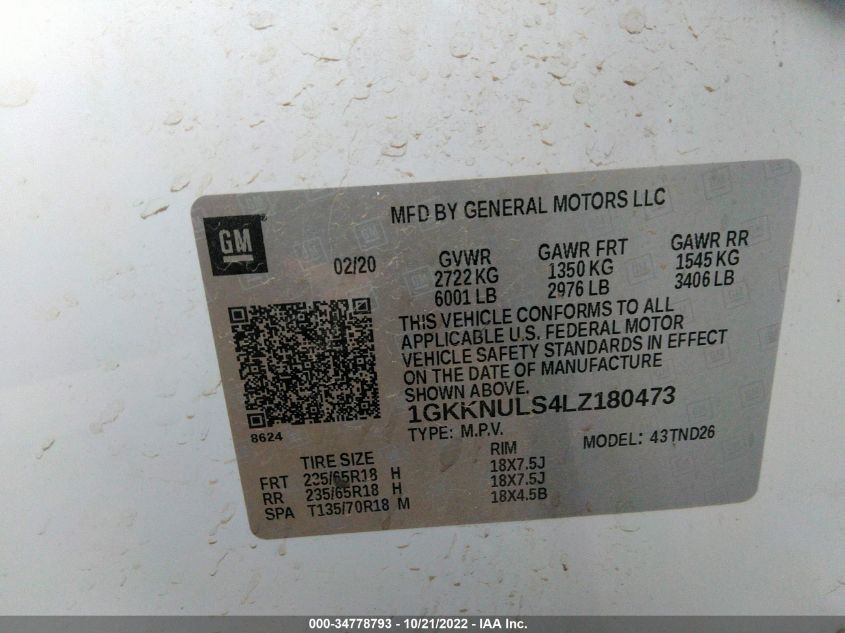 MFD BY GENERAL MOTORS LLC
GM
02/20
GVWR
2722 KG
6001 LB
GAWR FRT
1350 KG
2976 LB
GAWR RR
1545 KG
3406 LB
THIS VEHICLE CONFORMS TO ALL
APPLICABLE U.S. FEDERAL MOTOR
VEHICLE SAFETY STANDARDS IN EFFECT
ON THE DATE OF MANUFACTURE
SHOWN ABOVE.
1GKKNULS4LZ180473
8624
TYPE: M.P.V.
MODEL: 43TND26
TIRE SIZE RIM
FRT 235/65R18 H 18X7.5J
RR 235/65R18 H 18X7.5J
SPA T135/70R18 M 18X4.5B
000-34778793 - 10/21/2022 - IAA Inc.